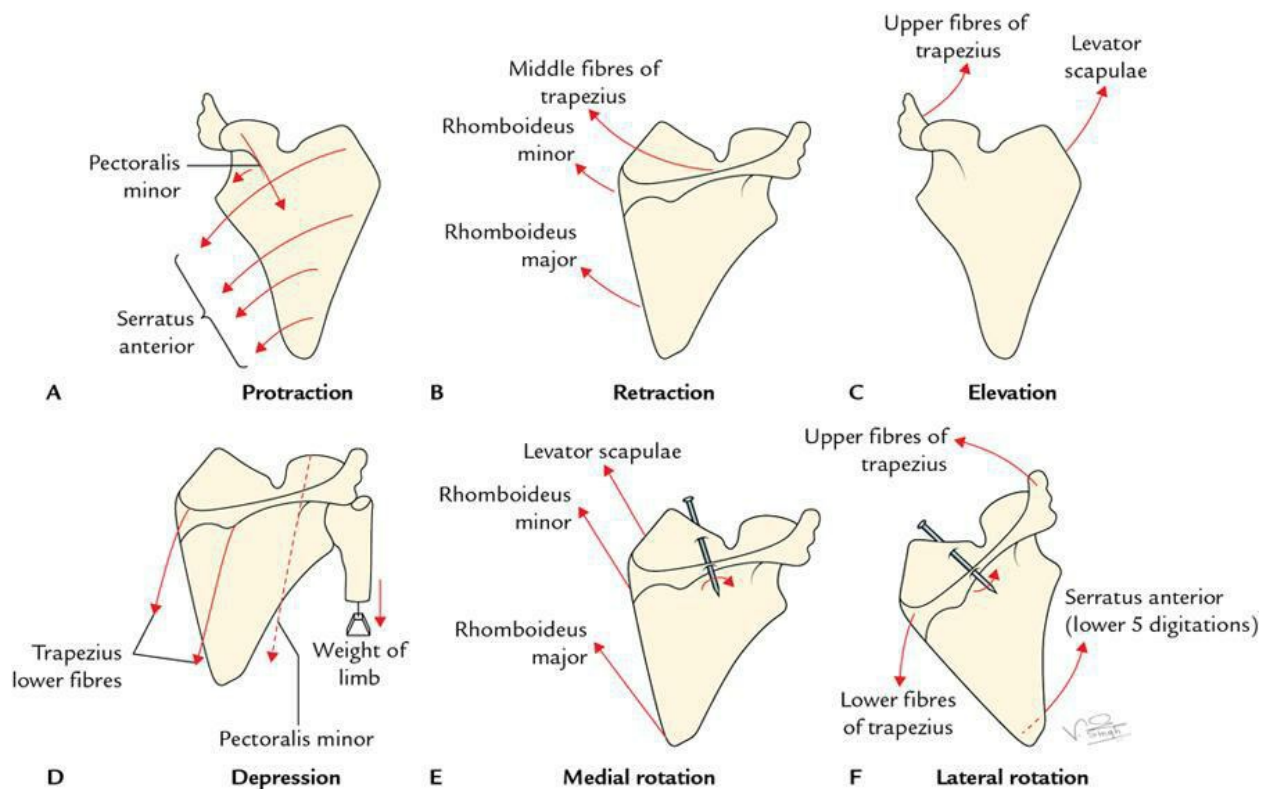 Pectoralis
minor
Serratus
anterior
A
Protraction
Middle fibres of
trapezius
Rhomboideus
minor
Rhomboideus
major
B
Retraction
Upper fibres of
trapezius
Levator
scapulae
C
Elevation
Trapezius
lower fibres
Weight of
limb
Pectoralis minor
D
Depression
Levator scapulae
Rhomboideus
minor
Rhomboideus
major
E
Medial rotation
Upper fibres of
trapezius
Serratus anterior
(lower 5 digitations)
Lower fibres
of trapezius
Singh
F
Lateral rotation